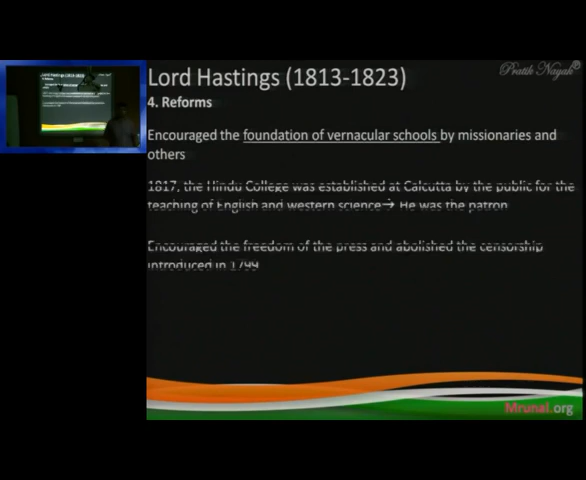 Pratik Nayak
Lord Hastings (1813-1823)
4. Reforms
Encouraged the foundation of vernacular schools by missionaries and
others
1817, the Hindu College was established at Calcutta by the public for the
teaching of English and western science→ He was the patron
Encouraged the freedom of the press and abolished the censorship
introduced in 1799
Mrunal.org